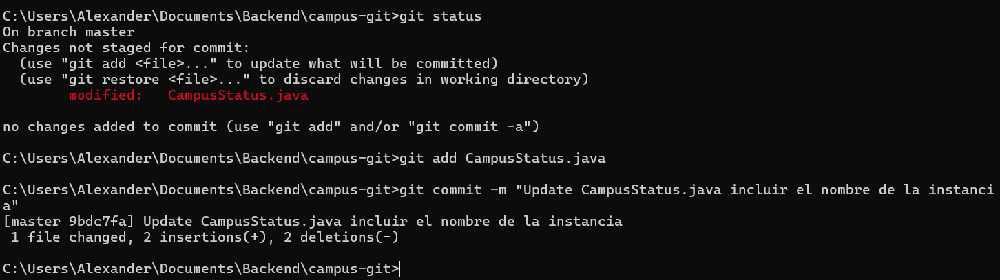 C:\Users\Alexander\Documents\Backend\campus-git>git status
On branch master
Changes not staged for commit:
  (use "git add <file>..." to update what will be committed)
  (use "git restore <file>..." to discard changes in working directory)
        modified:   CampusStatus.java

no changes added to commit (use "git add" and/or "git commit -a")

C:\Users\Alexander\Documents\Backend\campus-git>git add CampusStatus.java

C:\Users\Alexander\Documents\Backend\campus-git>git commit -m "Update CampusStatus.java incluir el nombre de la instanci
a"
[master 9bdc7fa] Update CampusStatus.java incluir el nombre de la instancia
 1 file changed, 2 insertions(+), 2 deletions(-)

C:\Users\Alexander\Documents\Backend\campus-git>